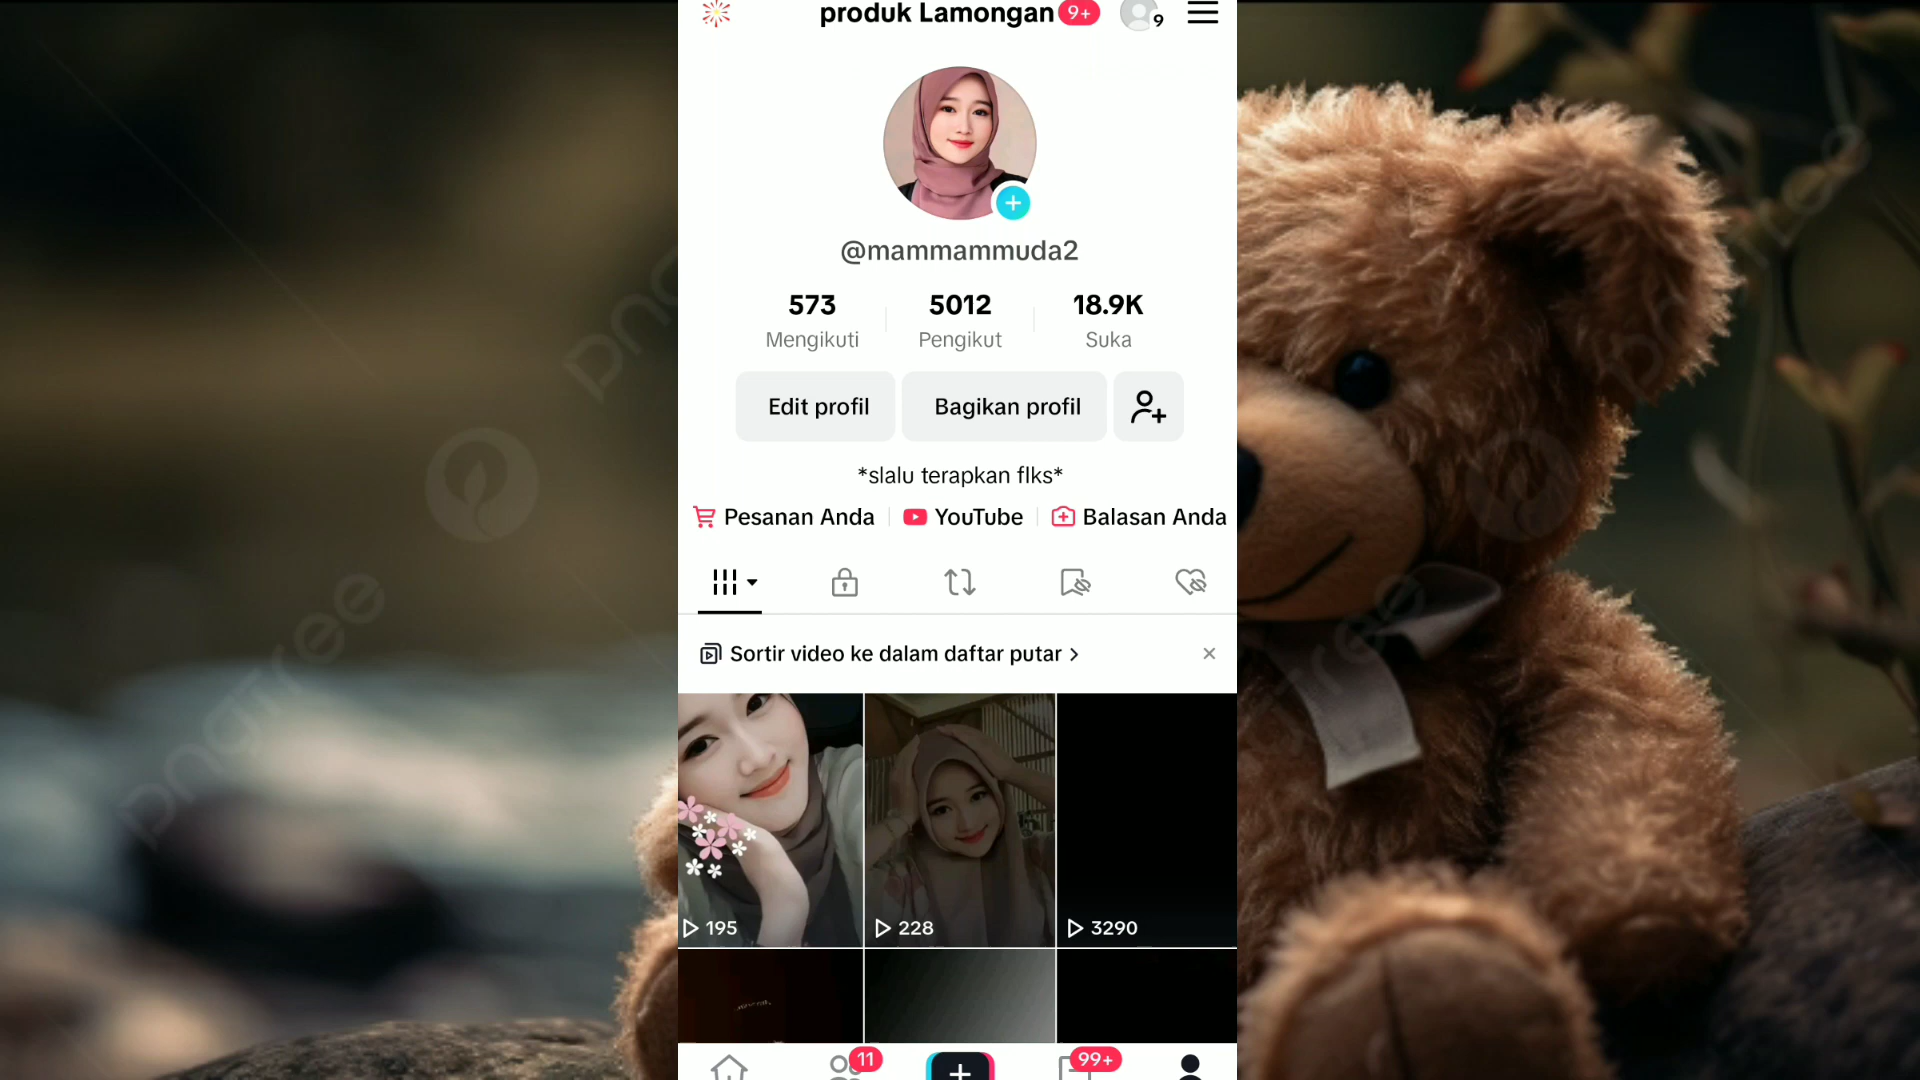 produk Lamongan 9+ 9
@mammammuda2
573 5012 18.9K
Mengikuti Pengikut Suka
Edit profil Bagikan profil
*slalu terapkan flks*
Pesanan Anda YouTube Balasan Anda
Sortir video ke dalam daftar putar
195 228 3290
11 99+
pngtree